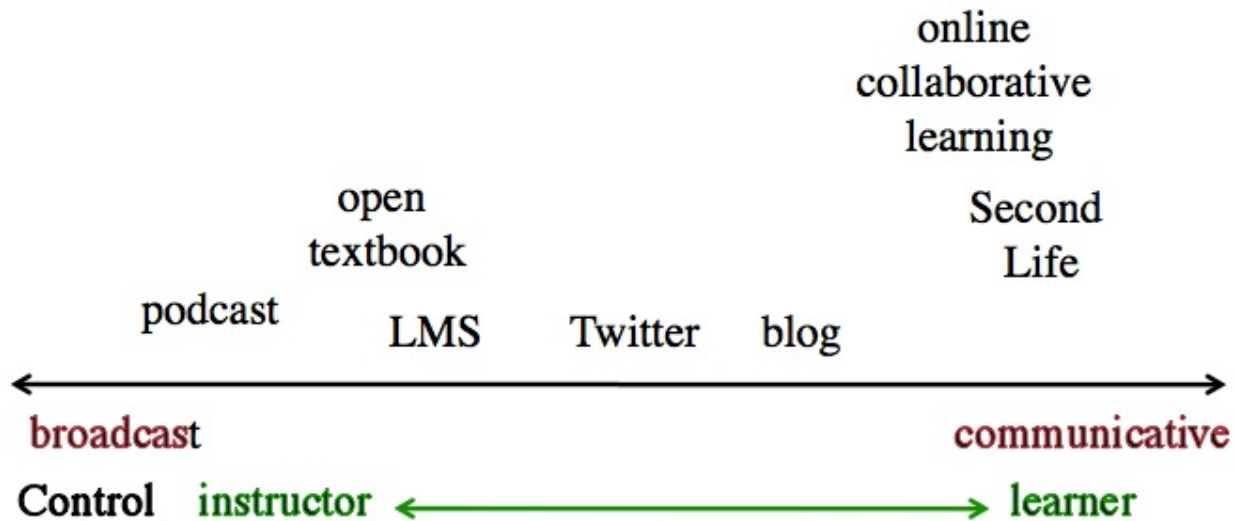 online
collaborative
learning
open
textbook
Second
Life
podcast
LMS
Twitter
blog
broadcast
communicative
Control instructor learner